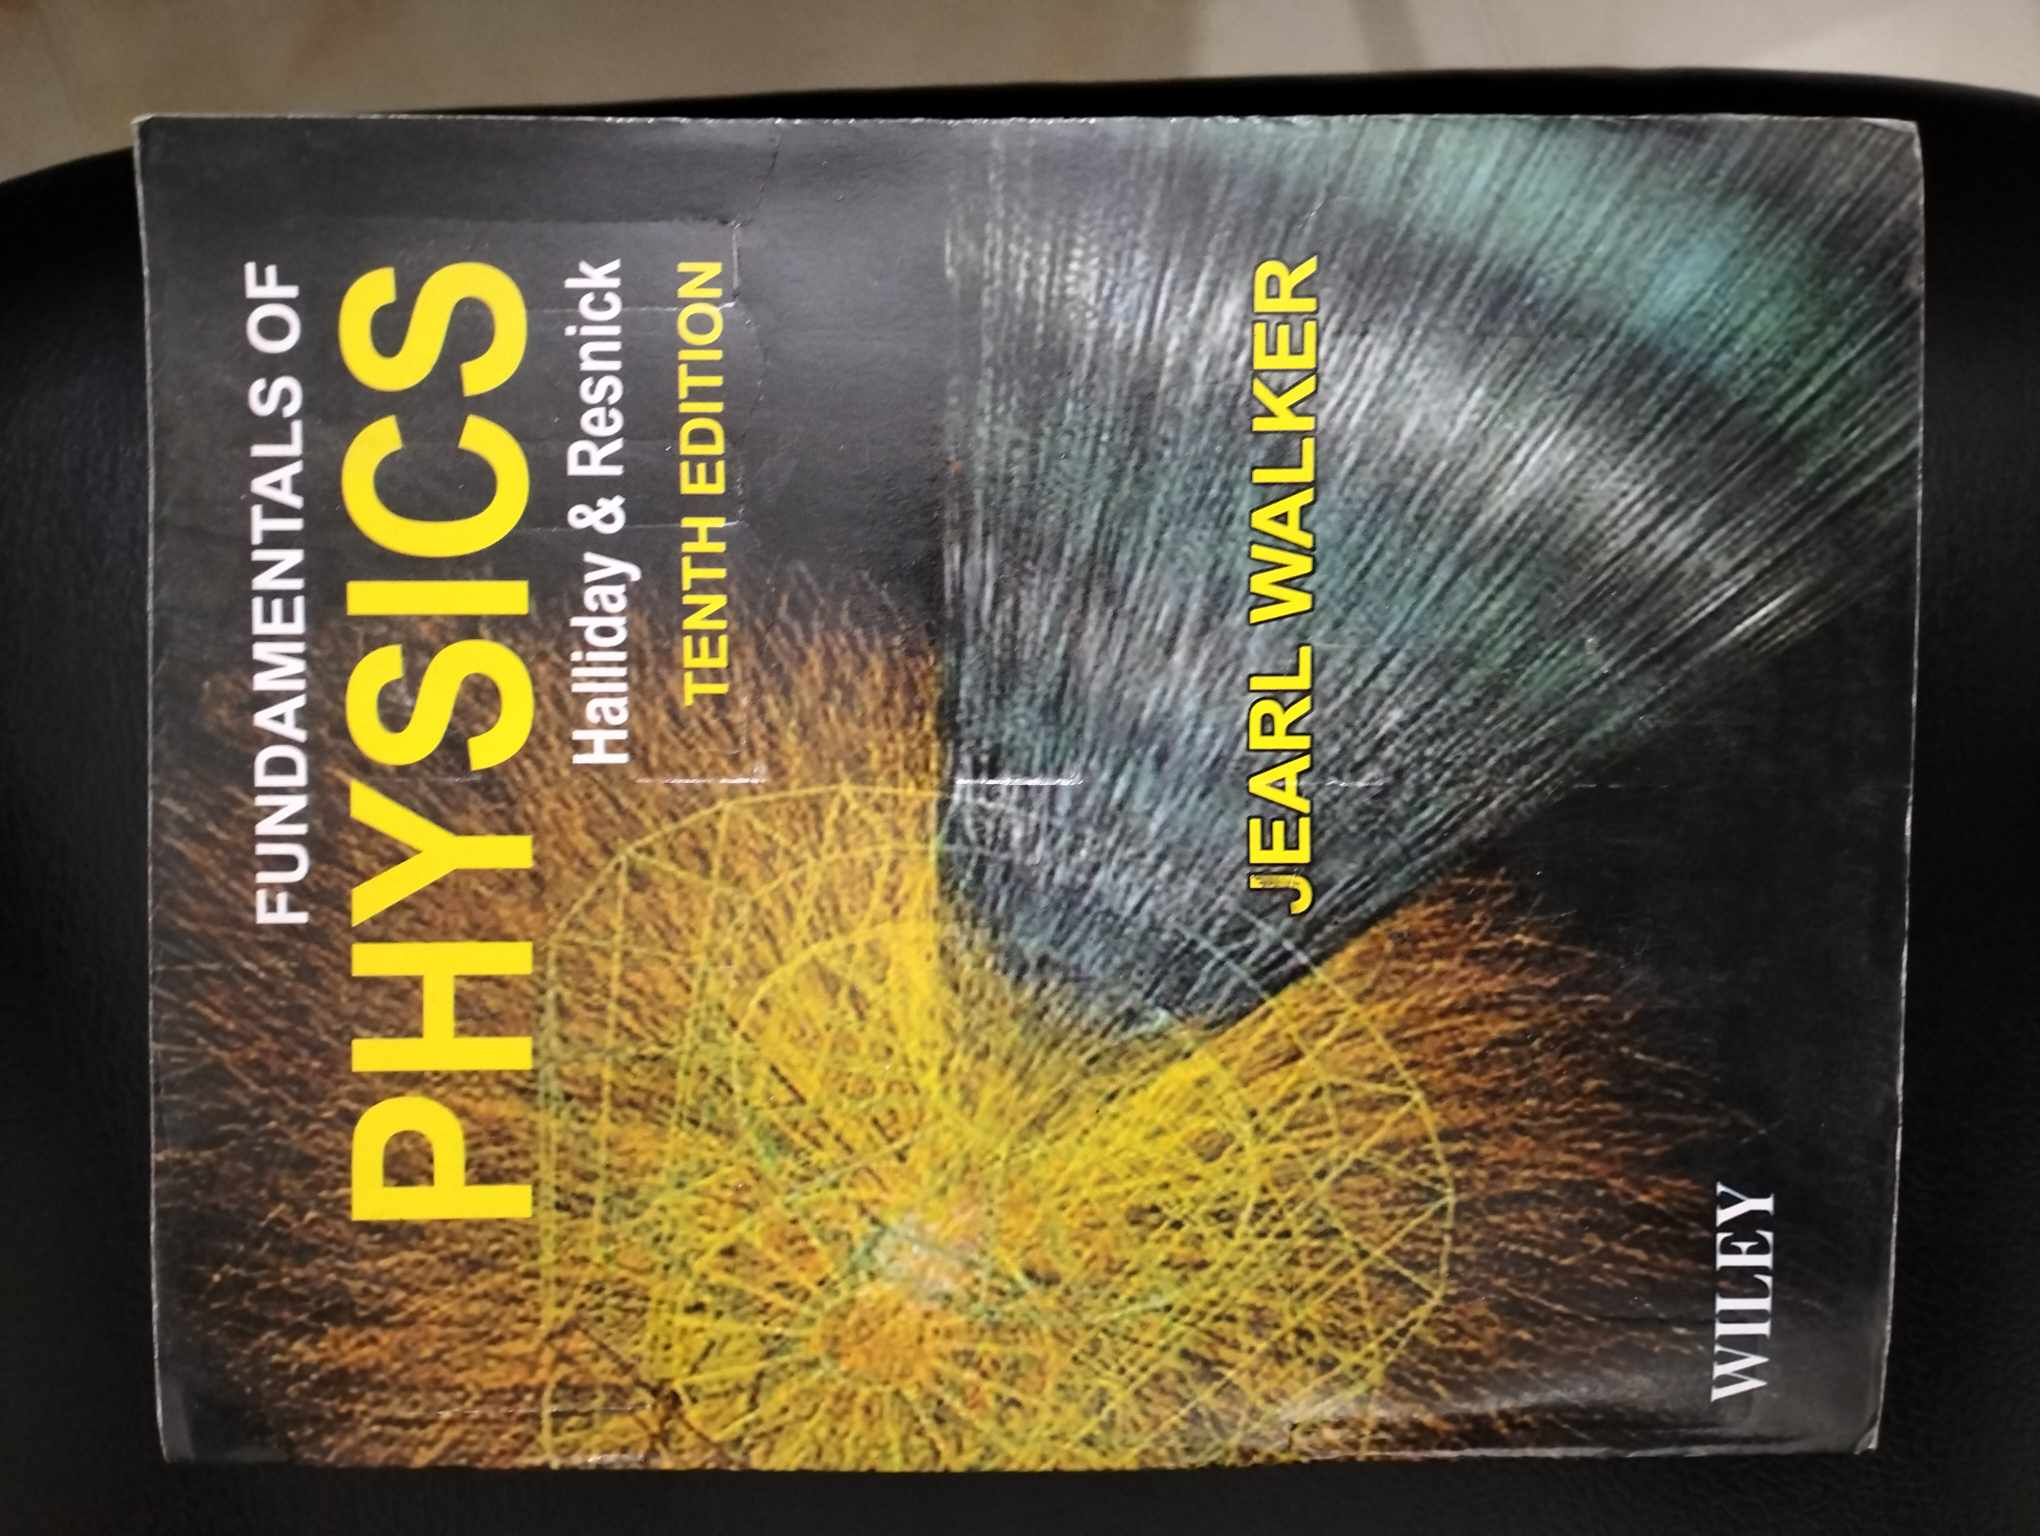 FUNDAMENTALS OF
PHYSICS
Halliday & Resnick
TENTH EDITION
JEARL WALKER
WILEY